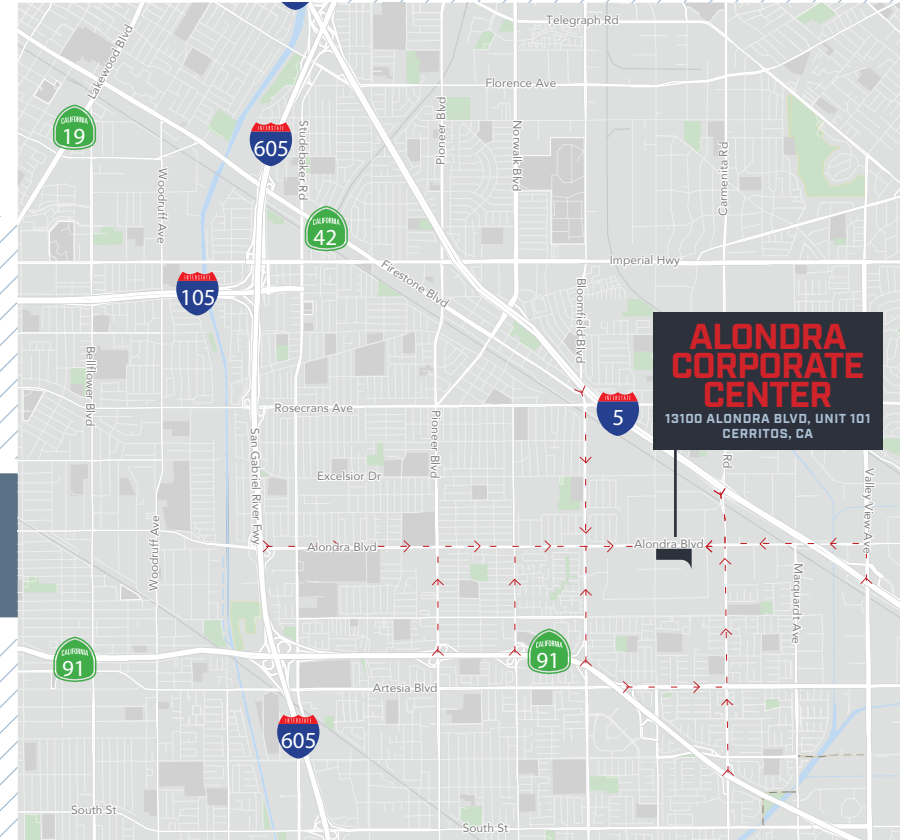 Telegraph Rd
Lakewood Blvd
Florence Ave
CALIFORNIA
19
INTERSTATE
605
Studebaker Rd
Pioneer Blvd
Norwalk Blvd
Carmenita Rd
Woodruff Ave
CALIFORNIA
42
Imperial Hwy
Firestone Blvd
INTERSTATE
105
Bloomfield Blvd
ALONDRA
CORPORATE
CENTER
13100 ALONDRA BLVD, UNIT 101
CERRITOS, CA
Bellflower Blvd
INTERSTATE
5
Rosecrans Ave
Pioneer Blvd
San Gabriel River Fwy
Rd
Excelsior Dr
Valley View Ave
Woodruff Ave
Alondra Blvd
Alondra Blvd
Marquardt Ave
CALIFORNIA
91
CALIFORNIA
91
Artesia Blvd
INTERSTATE
605
South St
South St